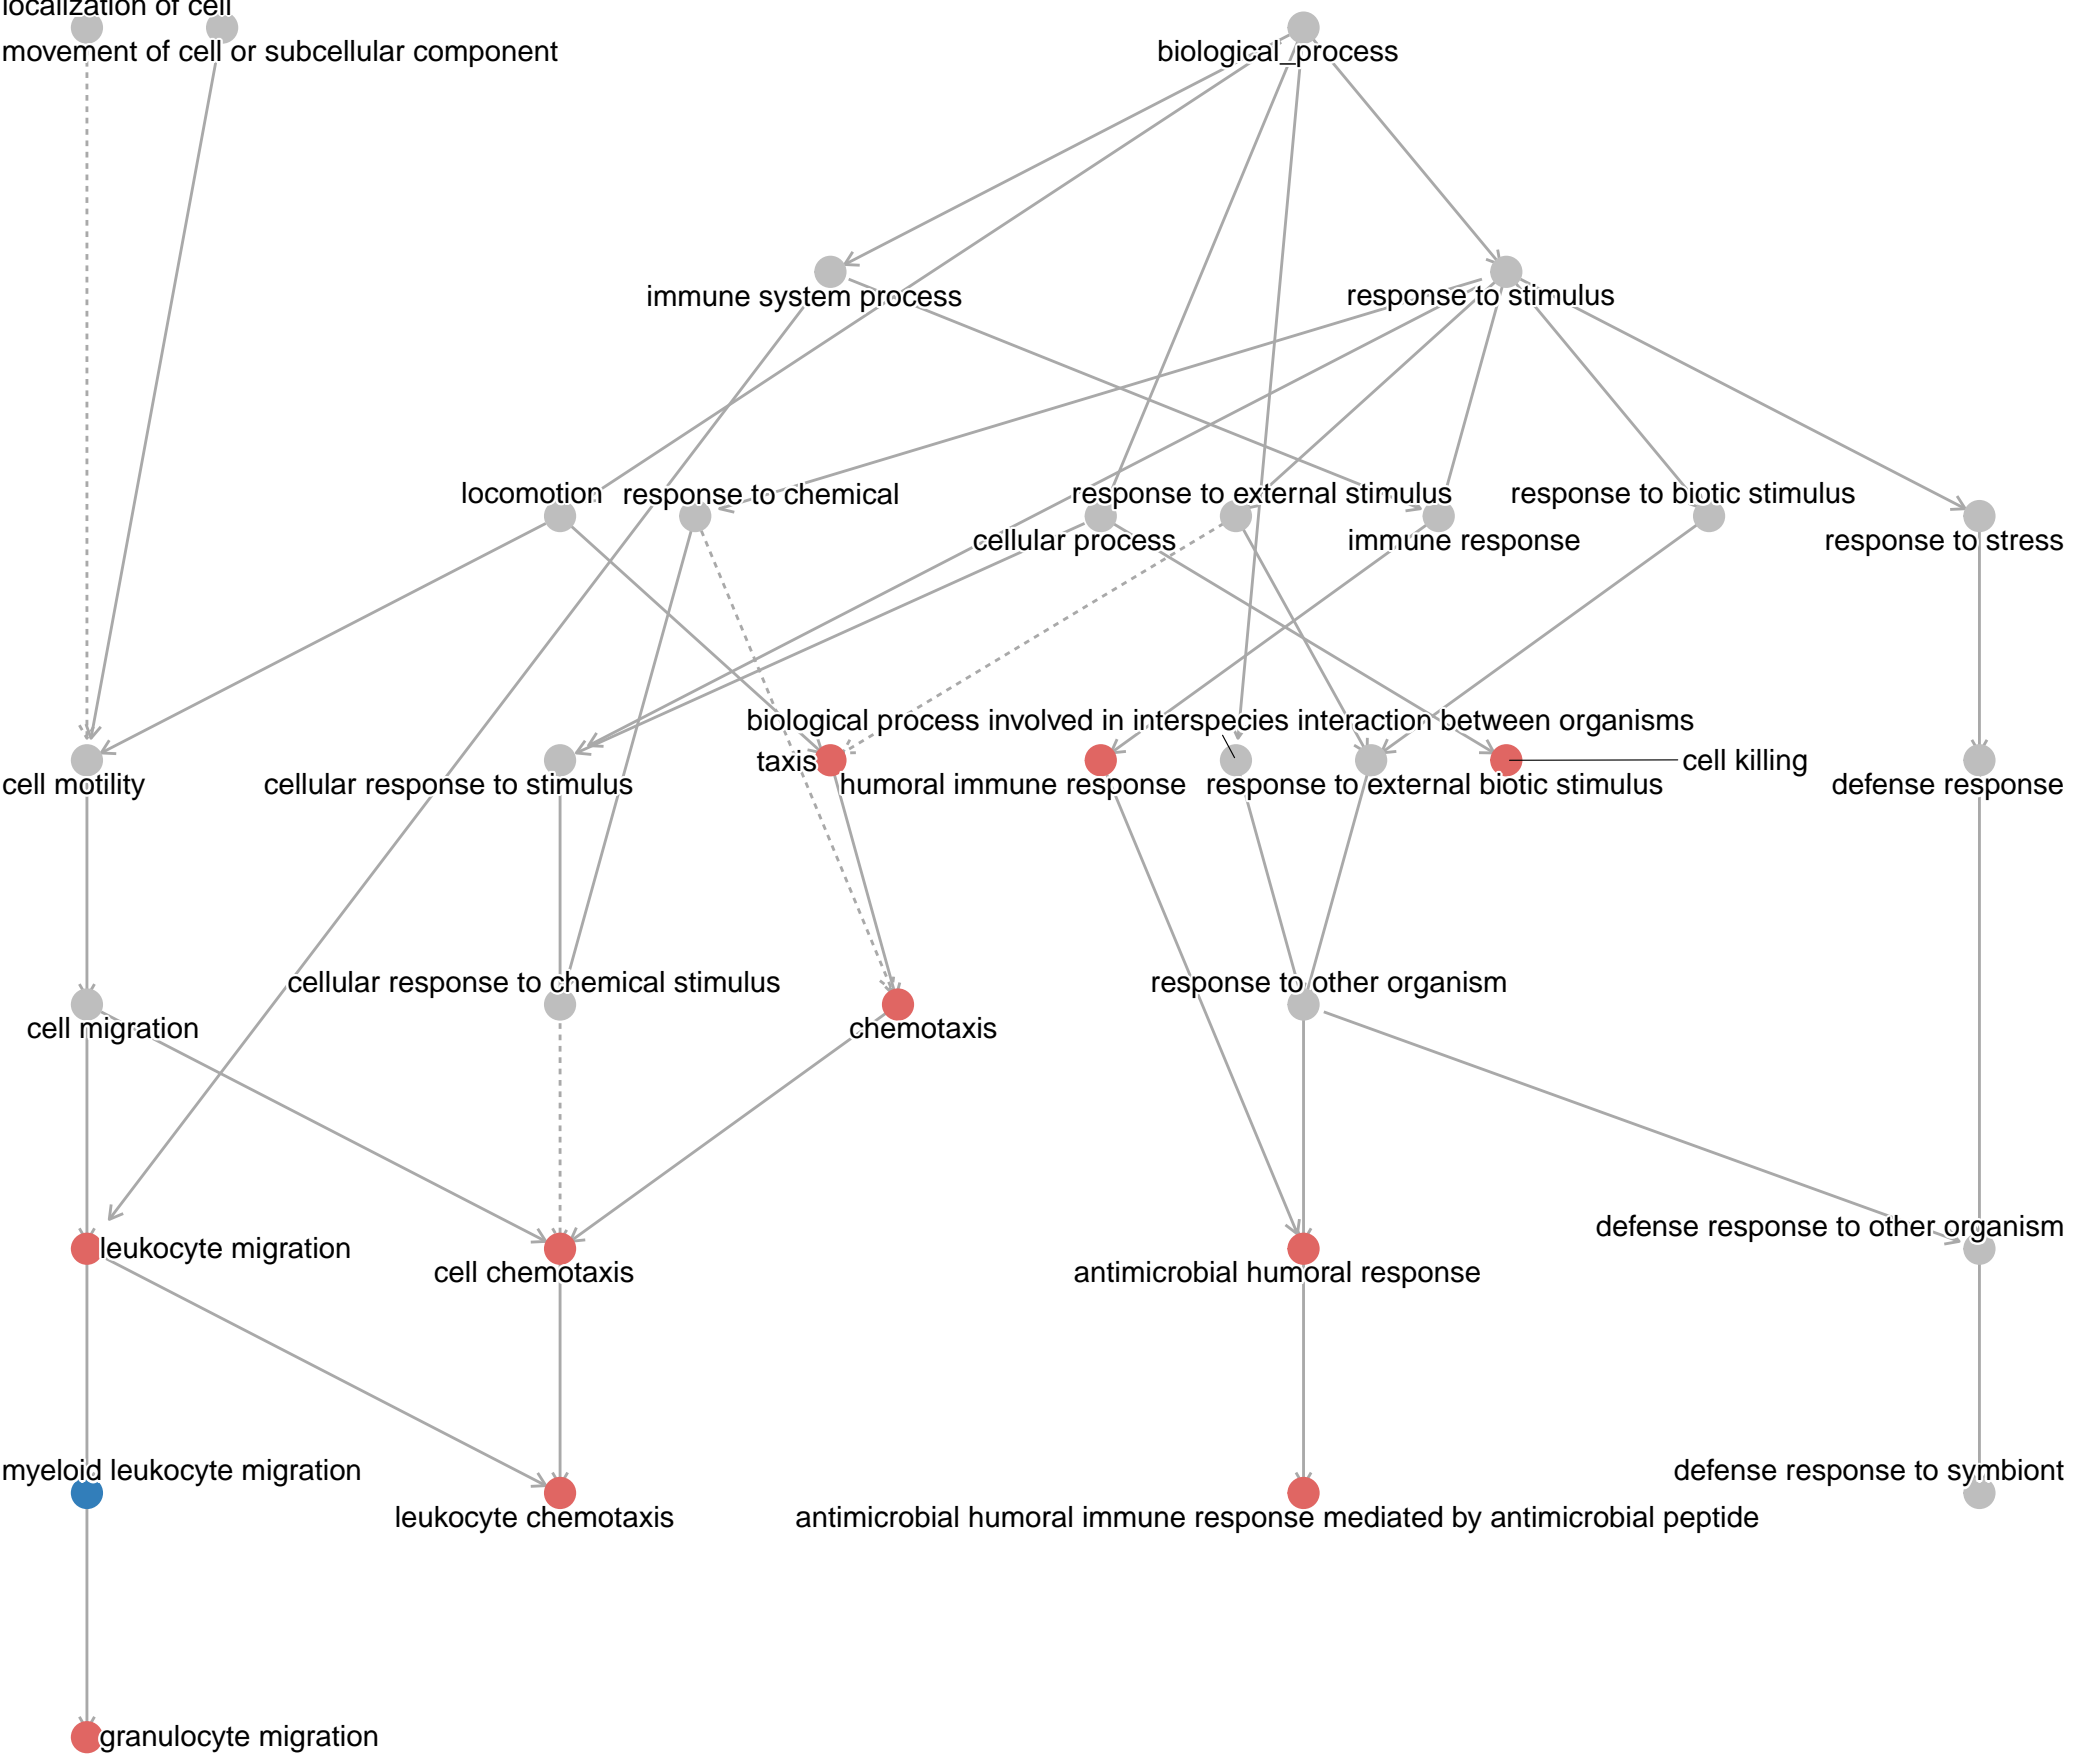 localization of cell
movement of cell or subcellular component
biological_process
immune system process
response to stimulus
locomotion
response to chemical
response to external stimulus
response to biotic stimulus
cellular process
immune response
response to stress
biological process involved in interspecies interaction between organisms
taxis
cell killing
cell motility
cellular response to stimulus
humoral immune response
response to external biotic stimulus
defense response
cellular response to chemical stimulus
response to other organism
cell migration
chemotaxis
defense response to other organism
leukocyte migration
cell chemotaxis
antimicrobial humoral response
myeloid leukocyte migration
defense response to symbiont
leukocyte chemotaxis
antimicrobial humoral immune response mediated by antimicrobial peptide
granulocyte migration